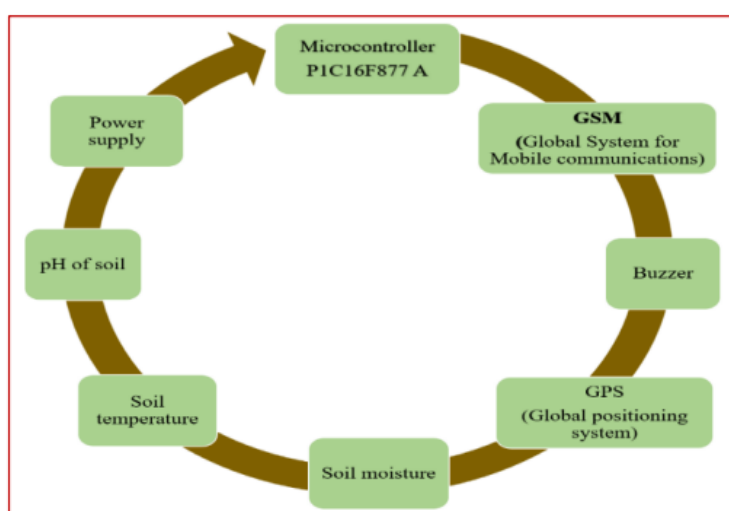 Microcontroller
P1C16F877 A
GSM
(Global System for
Mobile communications)
Buzzer
GPS
(Global positioning
system)
Soil moisture
Soil
temperature
pH of soil
Power
supply